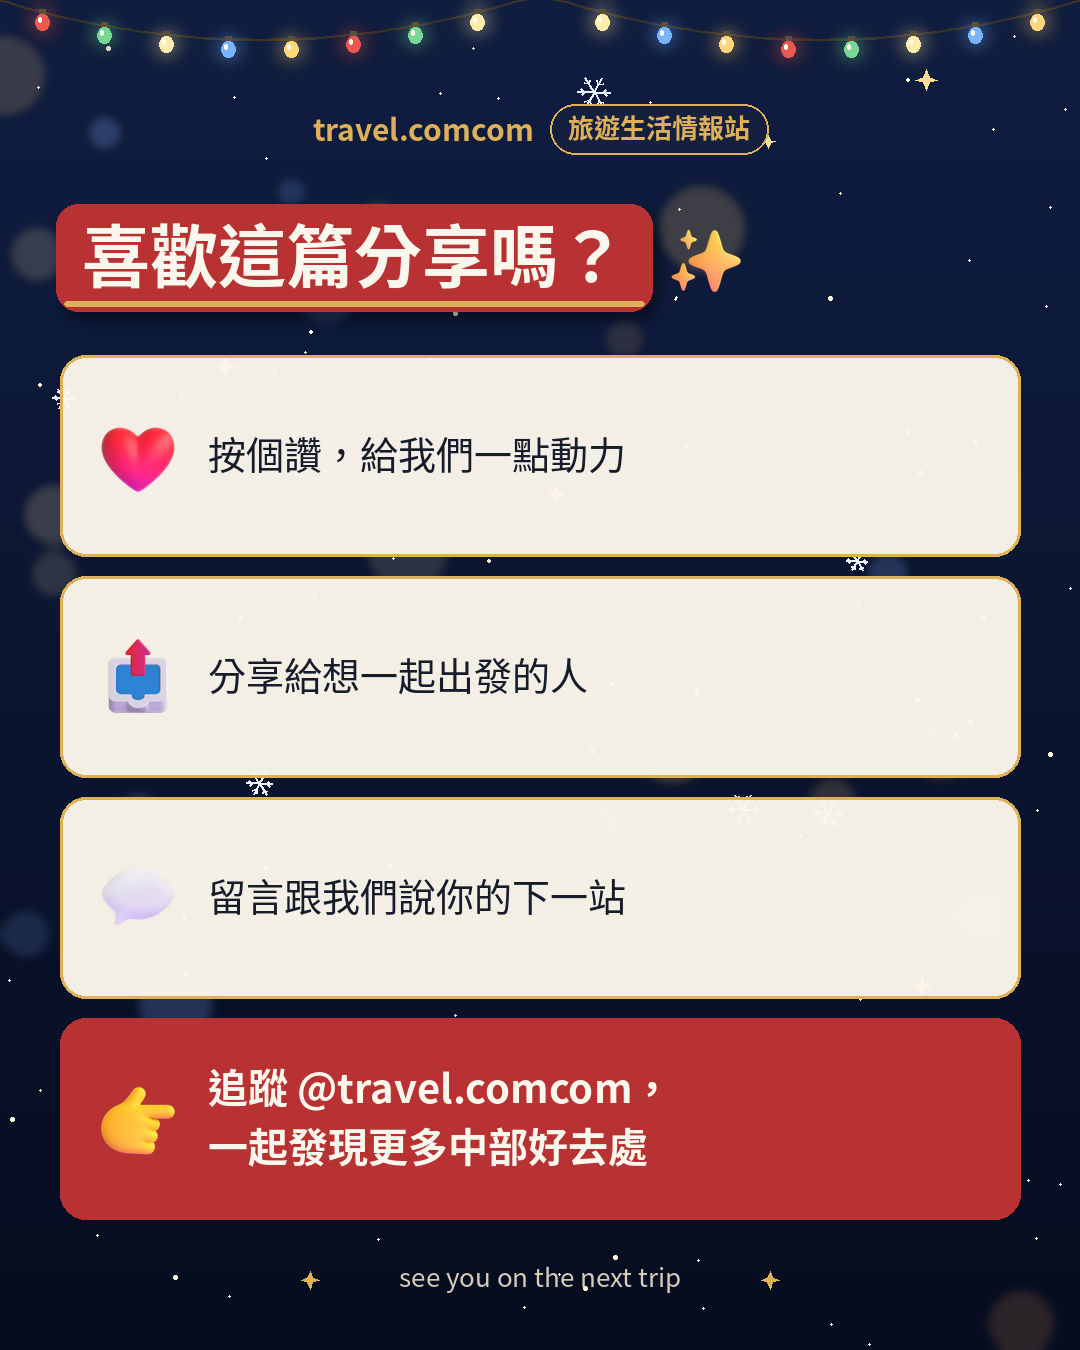 travel.comcom 旅遊生活情報站
喜歡這篇分享嗎？
按個讚，給我們一點動力
分享給想一起出發的人
留言跟我們說你的下一站
追蹤 @travel.comcom，
一起發現更多中部好去處
see you on the next trip